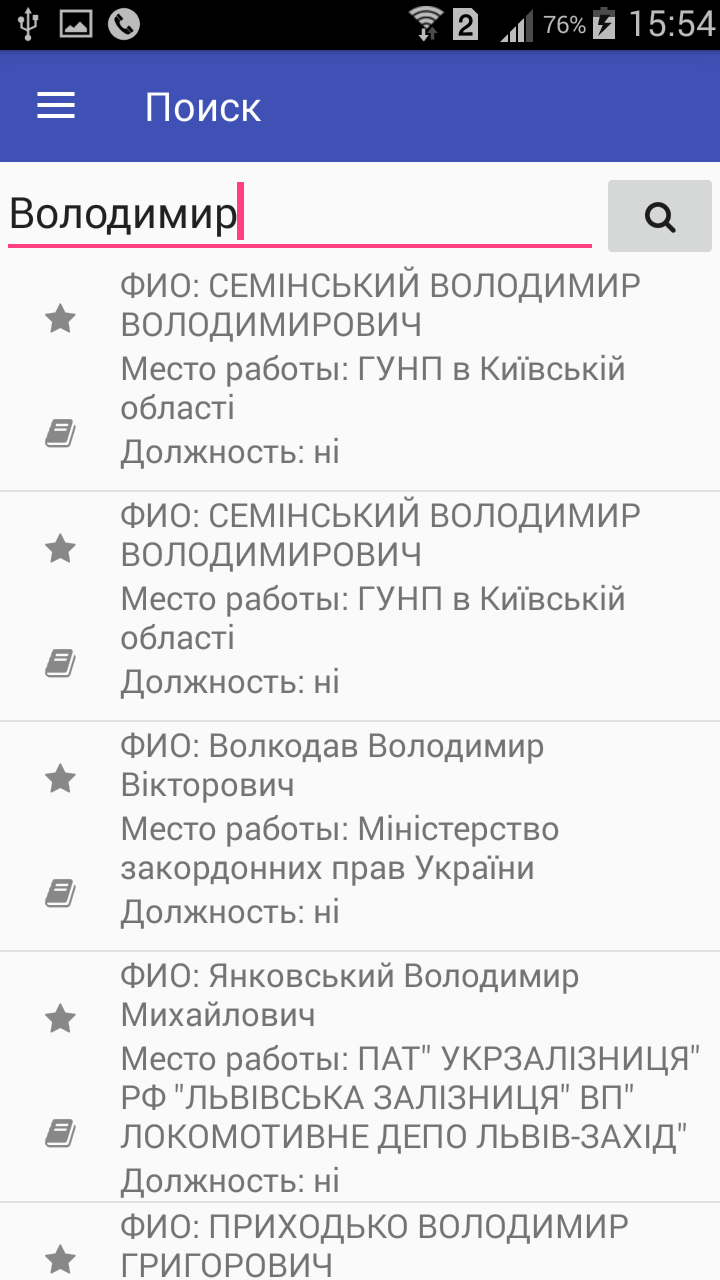 2 76% 15:54
Поиск
Володимир
ФИО: СЕМІНСЬКИЙ ВОЛОДИМИР
ВОЛОДИМИРОВИЧ
Место работы: ГУНП в Київській
області
Должность: ні
ФИО: СЕМІНСЬКИЙ ВОЛОДИМИР
ВОЛОДИМИРОВИЧ
Место работы: ГУНП в Київській
області
Должность: ні
ФИО: Волкодав Володимир
Вікторович
Место работы: Міністерство
закордонних прав України
Должность: ні
ФИО: Янковський Володимир
Михайлович
Место работы: ПАТ" УКРЗАЛІЗНИЦЯ"
РФ "ЛЬВІВСЬКА ЗАЛІЗНИЦЯ" ВП"
ЛОКОМОТИВНЕ ДЕПО ЛЬВІВ-ЗАХІД"
Должность: ні
ФИО: ПРИХОДЬКО ВОЛОДИМИР
ГРИГОРОВИЧ